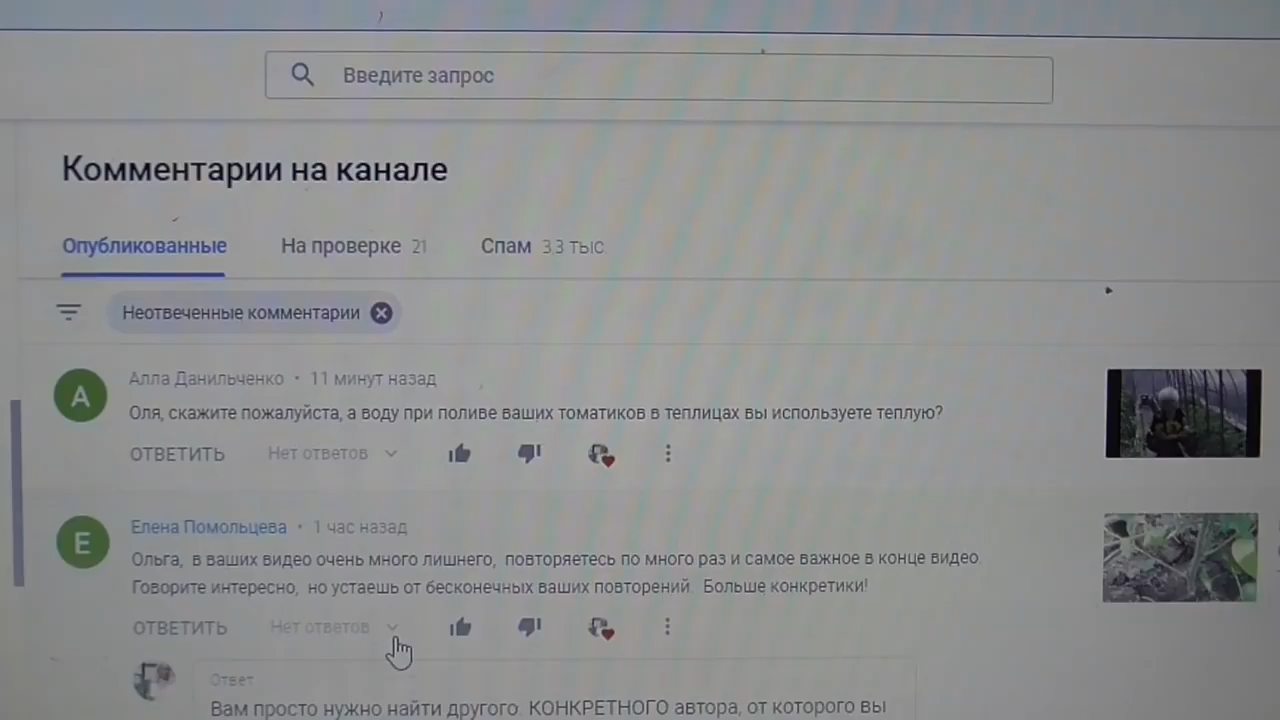 Введите запрос
Комментарии на канале
Опубликованные На проверке 21 Спам 3,3 тыс.
Неотвеченные комментарии
А Алла Данильченко • 11 минут назад
Оля, скажите пожалуйста, а воду при поливе ваших томатиков в теплицах вы используете теплую?
ОТВЕТИТЬ Нет ответов
Е Елена Помольцева • 1 час назад
Ольга, в ваших видео очень много лишнего, повторяетесь по много раз и самое важное в конце видео.
Говорите интересно, но устаешь от бесконечных ваших повторений. Больше конкретики!
ОТВЕТИТЬ Нет ответов
Ответ
Вам просто нужно найти другого. КОНКРЕТНОГО автора, от которого вы